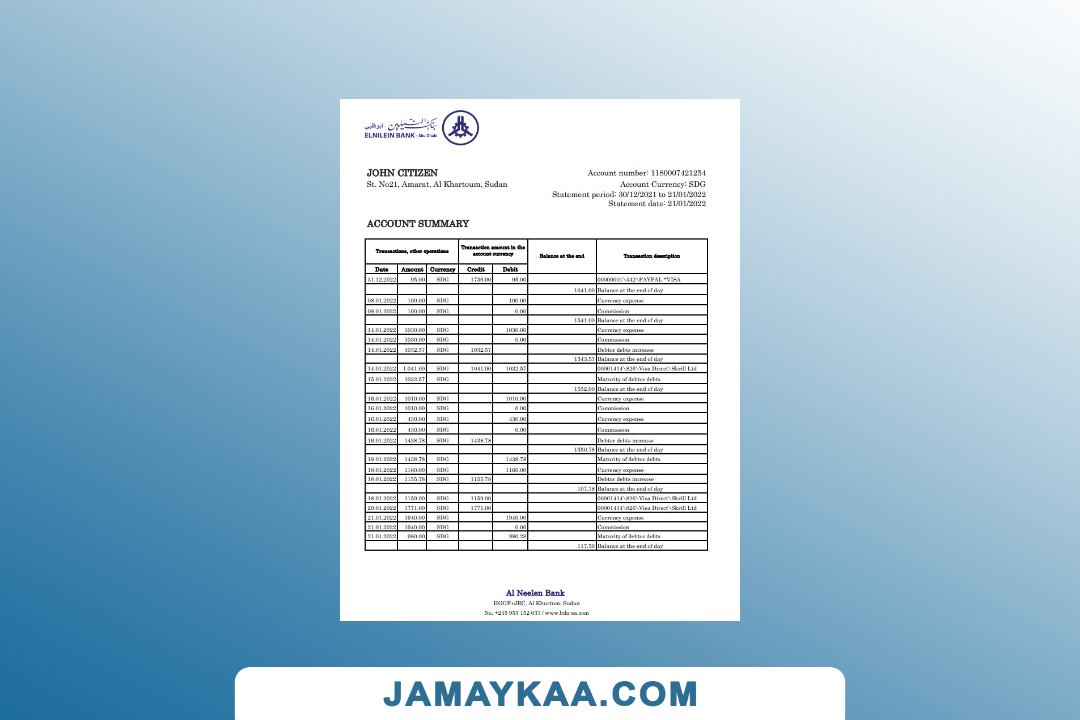 بنك النيلين أبوظبي
ELNILEIN BANK - Abu Dhabi
JOHN CITIZEN
St. No21, Amarat, Al Khartoum, Sudan
Account number: 1180007421254
Account Currency: SDG
Statement period: 30/12/2021 to 21/01/2022
Statement date: 21/01/2022
ACCOUNT SUMMARY
Transactions, other operations Transaction amount in the account currency Balance at the end Transaction description
Date Amount Currency Credit Debit
31.12.2022 95.00 SDG 1736.00 95.00 00000001\442\PAYPAL *VISA
1641.00 Balance at the end of day
08.01.2022 100.00 SDG 100.00 Currency expense
08.01.2022 100.00 SDG 0.00 Commission
1541.00 Balance at the end of day
14.01.2022 1030.00 SDG 1030.00 Currency expense
14.01.2022 1030.00 SDG 0.00 Commission
14.01.2022 1032.57 SDG 1032.57 Debtor debts increase
1543.57 Balance at the end of day
14.01.2022 1.041.00 SDG 1041.00 1032.57 00001414\826\Visa Direct\Skrill Ltd
15.01.2022 1032.57 SDG Maturity of debtor debts
1552.00 Balance at the end of day
16.01.2022 1010.00 SDG 1010.00 Currency expense
16.01.2022 1010.00 SDG 0.00 Commission
16.01.2022 430.00 SDG 430.00 Currency expense
16.01.2022 430.00 SDG 0.00 Commission
16.01.2022 1438.78 SDG 1438.78 Debtor debts increase
1550.78 Balance at the end of day
18.01.2022 1438.78 SDG 1438.78 Maturity of debtor debts
18.01.2022 1160.00 SDG 1160.00 Currency expense
18.01.2022 1155.78 SDG 1155.78 Debtor debts increase
107.78 Balance at the end of day
18.01.2022 1159.00 SDG 1159.00 00001414\826\Visa Direct\Skrill Ltd
20.01.2022 1771.00 SDG 1771.00 00001414\826\Visa Direct\Skrill Ltd
21.01.2022 1940.00 SDG 1940.00 Currency expense
21.01.2022 1940.00 SDG 0.00 Commission
21.01.2022 980.00 SDG 980.28 Maturity of debtor debts
117.50 Balance at the end of day
Al Neelen Bank
HGGF+JRC, Al Khartum, Sudan
JAMAYKAA.COM